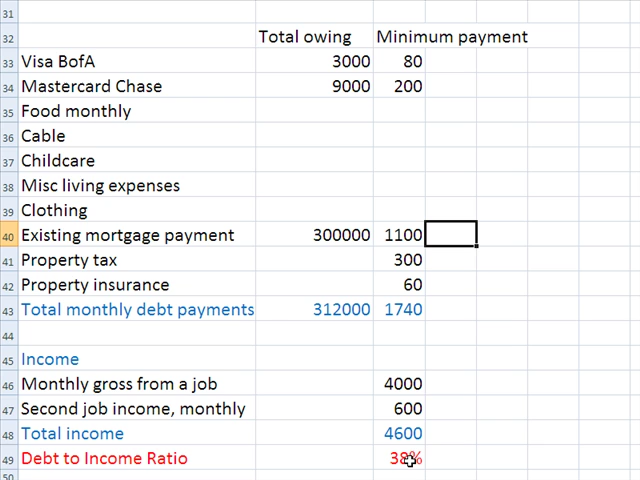 31
32 Total owing Minimum payment
33 Visa BofA 3000 80
34 Mastercard Chase 9000 200
35 Food monthly
36 Cable
37 Childcare
38 Misc living expenses
39 Clothing
40 Existing mortgage payment 300000 1100
41 Property tax 300
42 Property insurance 60
43 Total monthly debt payments 312000 1740
44
45 Income
46 Monthly gross from a job 4000
47 Second job income, monthly 600
48 Total income 4600
49 Debt to Income Ratio 38%
50